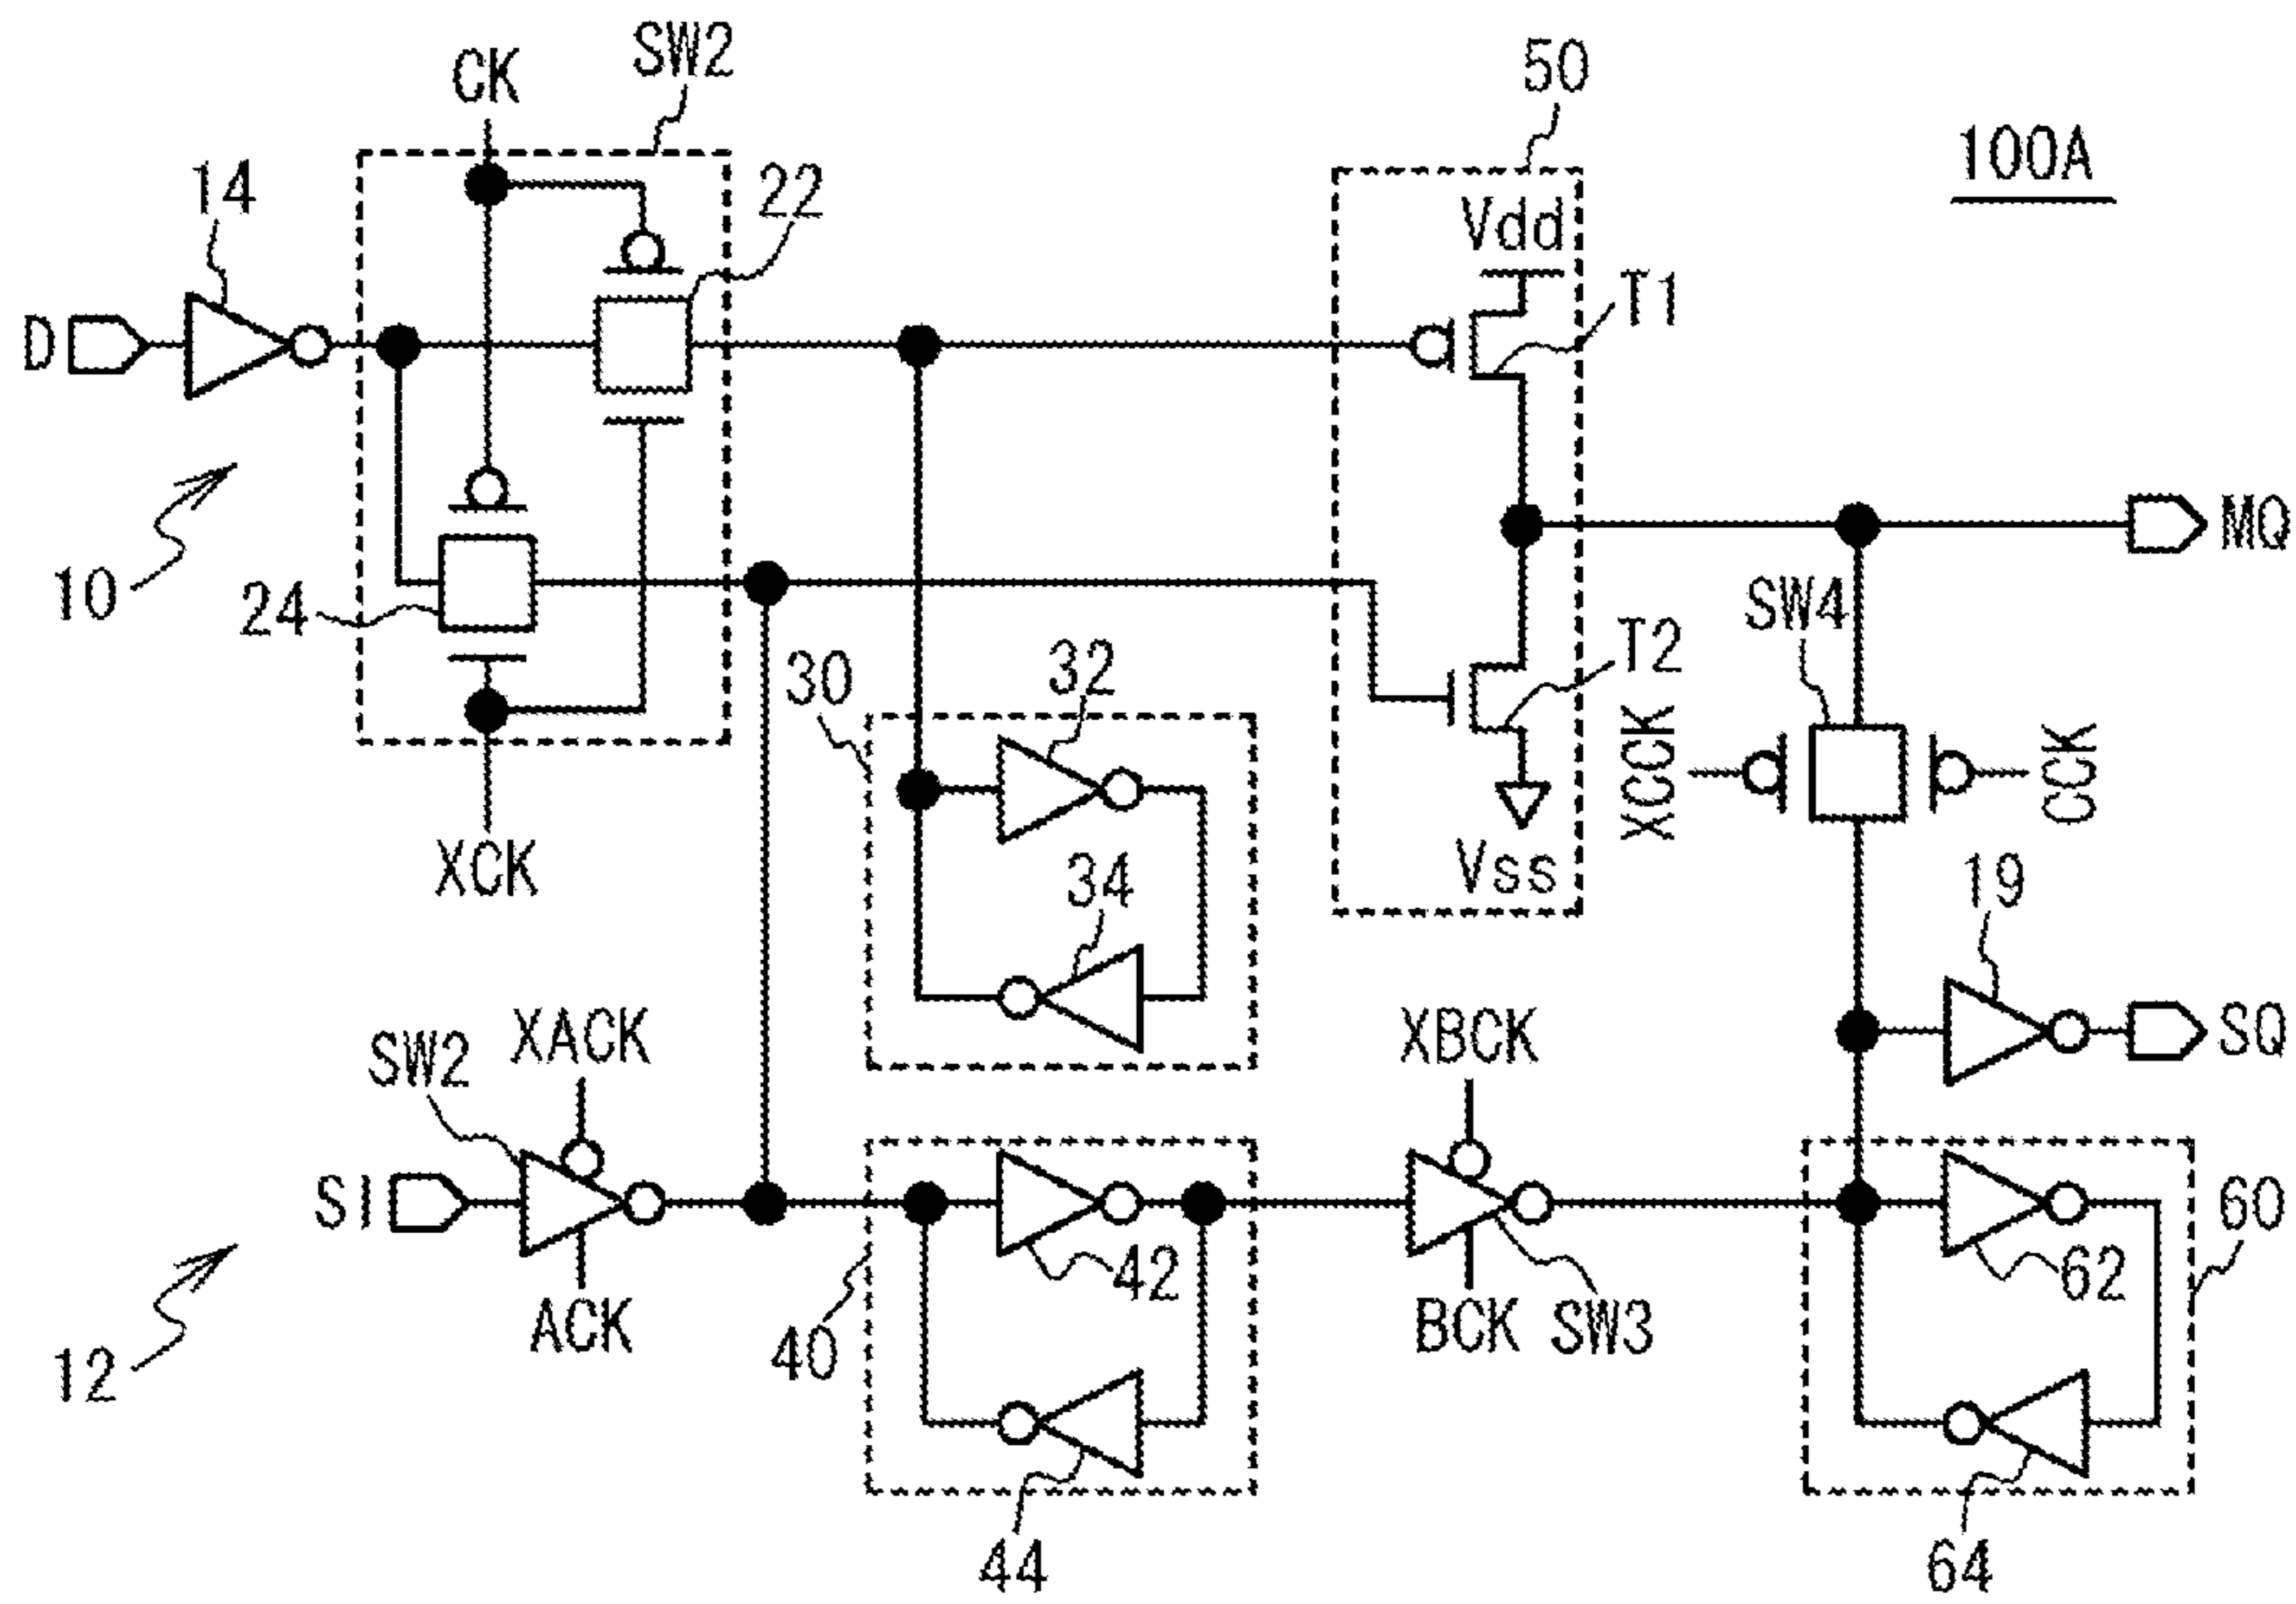 CK
SW2
50
100A
14
22
Vdd
T1
D
MQ
10
24
SW4
T2
30
32
XCCK
CCK
XCK
34
Vss
19
SW2
XACK
XBCK
SQ
SI
60
42
62
ACK
40
BCK
SW3
12
44
64